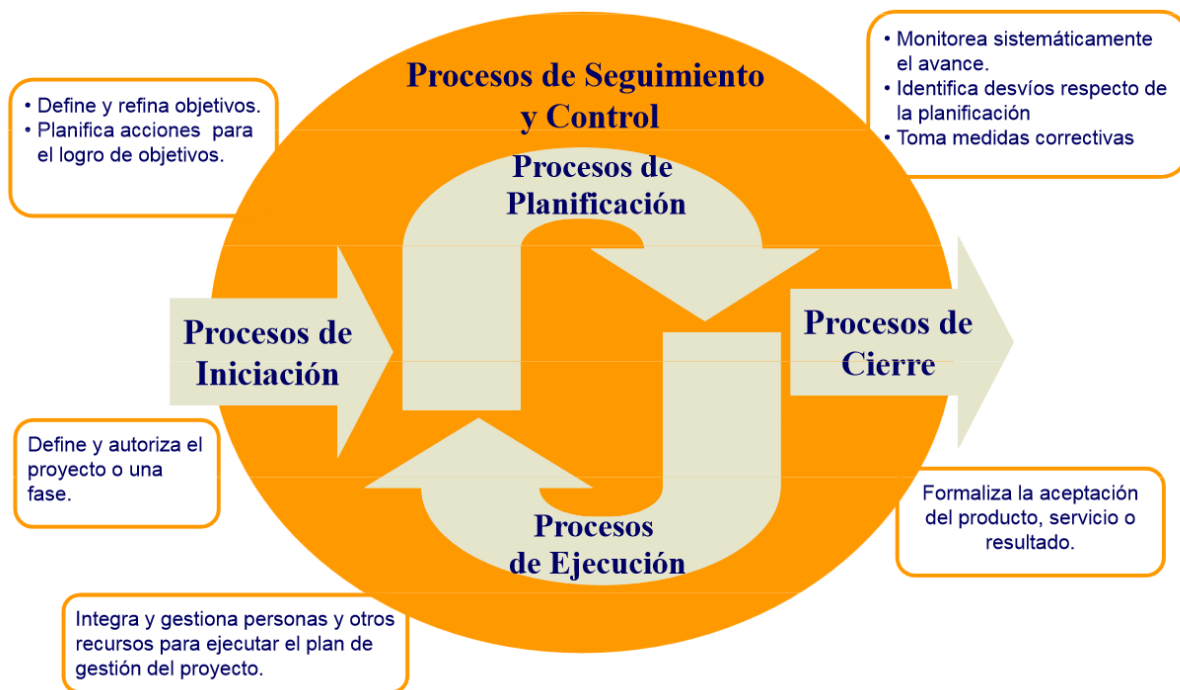 Procesos de Seguimiento
y Control
• Monitorea sistemáticamente
el avance.
• Identifica desvíos respecto de
la planificación
• Toma medidas correctivas
• Define y refina objetivos.
• Planifica acciones para
el logro de objetivos.
Procesos de
Planificación
Procesos de
Iniciación
Procesos de
Cierre
Define y autoriza el
proyecto o una
fase.
Procesos
de Ejecución
Formaliza la aceptación
del producto, servicio o
resultado.
Integra y gestiona personas y otros
recursos para ejecutar el plan de
gestión del proyecto.